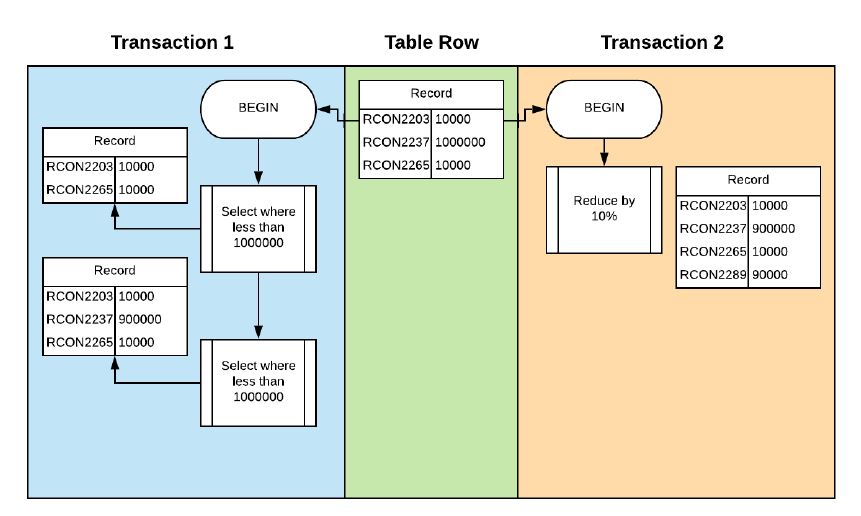 Transaction 1
Table Row
Transaction 2
BEGIN
Record
RCON2203 10000
RCON2265 10000
Select where
less than
1000000
Record
RCON2203 10000
RCON2237 900000
RCON2265 10000
Select where
less than
1000000
Record
RCON2203 10000
RCON2237 1000000
RCON2265 10000
BEGIN
Reduce by
10%
Record
RCON2203 10000
RCON2237 900000
RCON2265 10000
RCON2289 90000